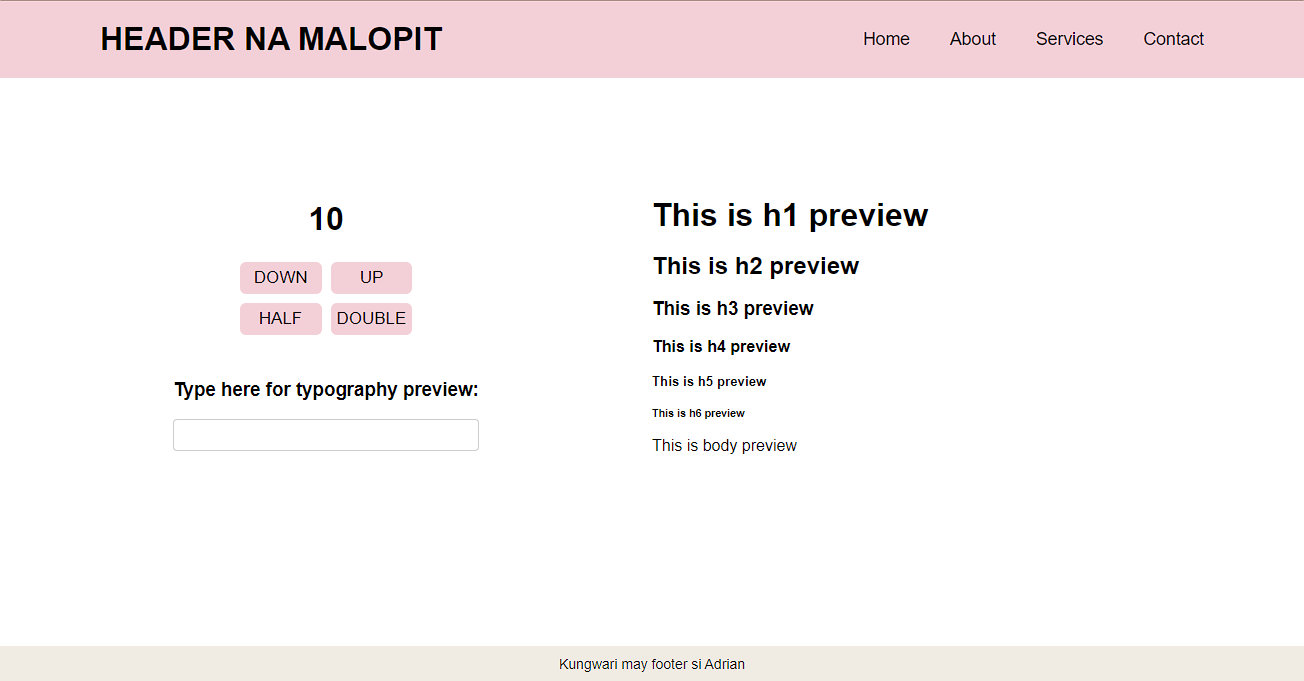 HEADER NA MALOPIT
Home About Services Contact
10
DOWN UP
HALF DOUBLE
Type here for typography preview:
This is h1 preview
This is h2 preview
This is h3 preview
This is h4 preview
This is h5 preview
This is h6 preview
This is body preview
Kungwari may footer si Adrian